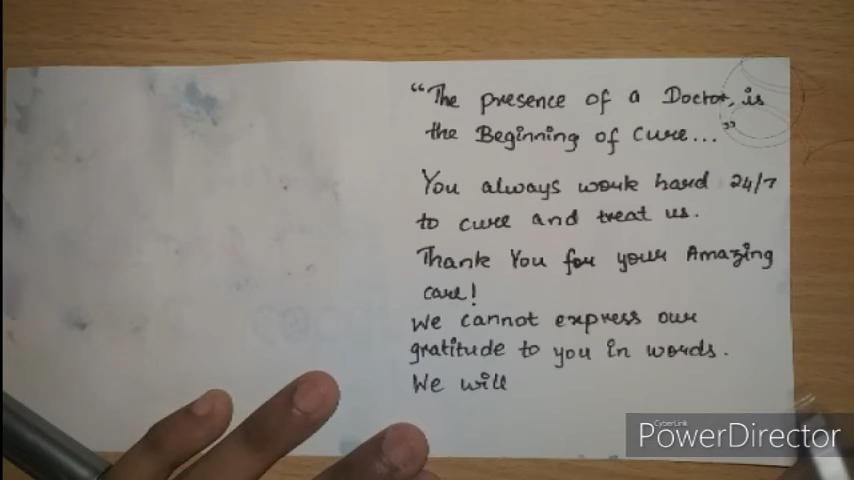 “The presence of a Doctor, is
the Beginning of Cure...”
You always work hard 24/7
to cure and treat us.
Thank You for your Amazing
care!
We cannot express our
gratitude to you in words.
We will
CyberLink
PowerDirector